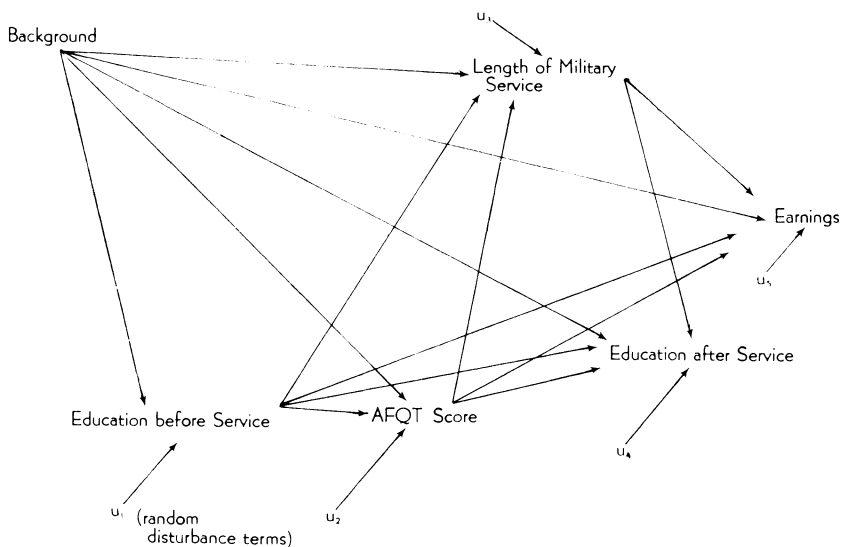 u₃
Background
Length of Military
Service
Earnings
u₅
Education after Service
Education before Service
AFQT Score
u₄
u₁ (random
disturbance terms)
u₂